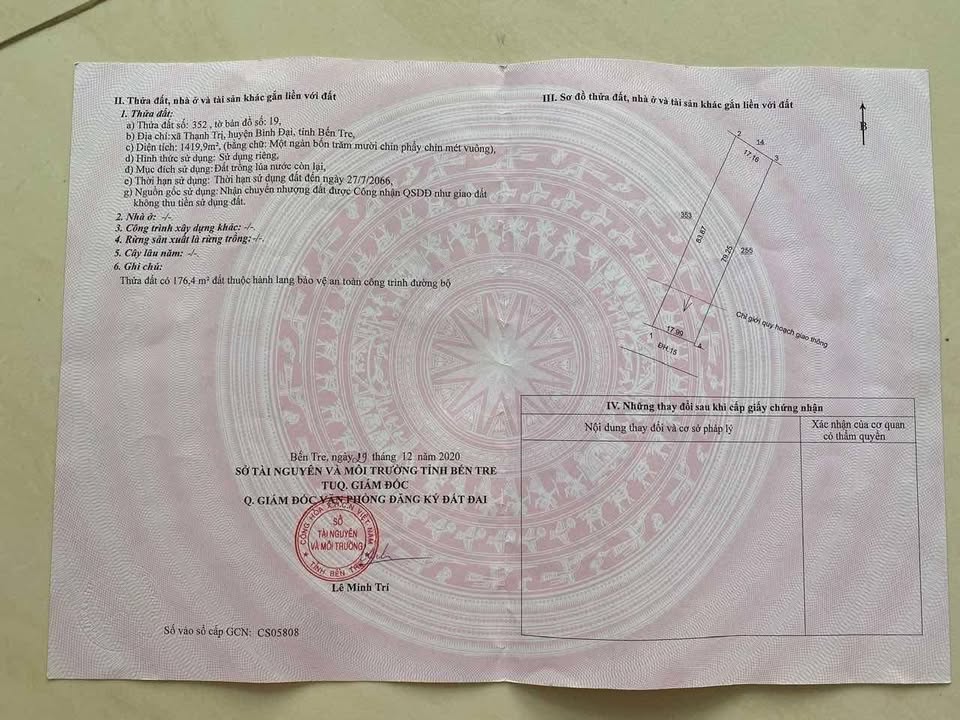 II. Thửa đất, nhà ở và tài sản khác gắn liền với đất
1. Thửa đất:
a) Thửa đất số: 352 , tờ bản đồ số: 19,
b) Địa chỉ: xã Thạnh Trị, huyện Bình Đại, tỉnh Bến Tre,
c) Diện tích: 1419,9m², (bằng chữ: Một ngàn bốn trăm mười chín phẩy chín mét vuông),
d) Hình thức sử dụng: Sử dụng riêng,
đ) Mục đích sử dụng: Đất trồng lúa nước còn lại,
e) Thời hạn sử dụng: Thời hạn sử dụng đất đến ngày 27/7/2066,
g) Nguồn gốc sử dụng: Nhận chuyển nhượng đất được Công nhận QSDĐ như giao đất
không thu tiền sử dụng đất.
2. Nhà ở: -/-.
3. Công trình xây dựng khác: -/-.
4. Rừng sản xuất là rừng trồng:-/-.
5. Cây lâu năm: -/-.
6. Ghi chú:
Thửa đất có 176,4 m² đất thuộc hành lang bảo vệ an toàn công trình đường bộ
Bến Tre, ngày 29 tháng 12 năm 2020
SỞ TÀI NGUYÊN VÀ MÔI TRƯỜNG TỈNH BẾN TRE
TUQ. GIÁM ĐỐC
Q. GIÁM ĐỐC VĂN PHÒNG ĐĂNG KÝ ĐẤT ĐAI
CỘNG HÒA X.H.C.N VIỆT NAM
SỞ
TÀI NGUYÊN
VÀ MÔI TRƯỜNG
TỈNH BẾN TRE
Lê Minh Trí
Số vào sổ cấp GCN: CS05808
III. Sơ đồ thửa đất, nhà ở và tài sản khác gắn liền với đất
B
2
14
17.16
3
353
83.67
79.25
255
Chỉ giới quy hoạch giao thông
1
17.99
4
ĐH.15
IV. Những thay đổi sau khi cấp giấy chứng nhận
Nội dung thay đổi và cơ sở pháp lý
Xác nhận của cơ quan
có thẩm quyền